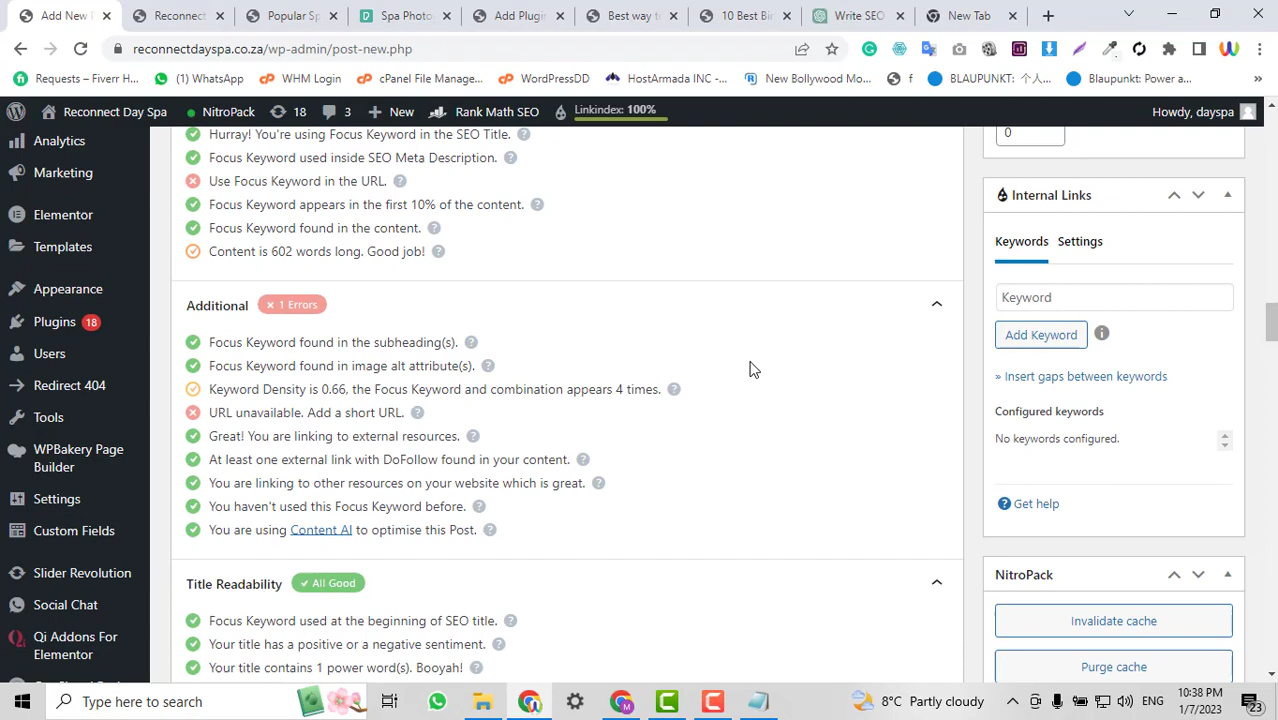 Add New P
Reconnect
Popular Sp
Spa Photo
Add Plugin
Best way to
10 Best Bir
Write SEO
New Tab
reconnectdayspa.co.za/wp-admin/post-new.php
Requests – Fiverr H...
(1) WhatsApp
WHM Login
cPanel File Manage...
WordPressDD
HostArmada INC -...
New Bollywood Mo...
f
BLAUPUNKT: 个人...
Blaupunkt: Power a...
»
Reconnect Day Spa
NitroPack
18
3
New
Rank Math SEO
Linkindex: 100%
Howdy, dayspa
Analytics
Marketing
Elementor
Templates
Appearance
Plugins 18
Users
Redirect 404
Tools
WPBakery Page
Builder
Settings
Custom Fields
Slider Revolution
Social Chat
Qi Addons For
Elementor
Hurray! You're using Focus Keyword in the SEO Title.
Focus Keyword used inside SEO Meta Description.
Use Focus Keyword in the URL.
Focus Keyword appears in the first 10% of the content.
Focus Keyword found in the content.
Content is 602 words long. Good job!
Additional × 1 Errors
Focus Keyword found in the subheading(s).
Focus Keyword found in image alt attribute(s).
Keyword Density is 0.66, the Focus Keyword and combination appears 4 times.
URL unavailable. Add a short URL.
Great! You are linking to external resources.
At least one external link with DoFollow found in your content.
You are linking to other resources on your website which is great.
You haven't used this Focus Keyword before.
You are using Content AI to optimise this Post.
Title Readability ✓ All Good
Focus Keyword used at the beginning of SEO title.
Your title has a positive or a negative sentiment.
Your title contains 1 power word(s). Booyah!
0
Internal Links
Keywords Settings
Keyword
Add Keyword
» Insert gaps between keywords
Configured keywords
No keywords configured.
Get help
NitroPack
Invalidate cache
Purge cache
Type here to search
8°C Partly cloudy
10:38 PM
1/7/2023
23